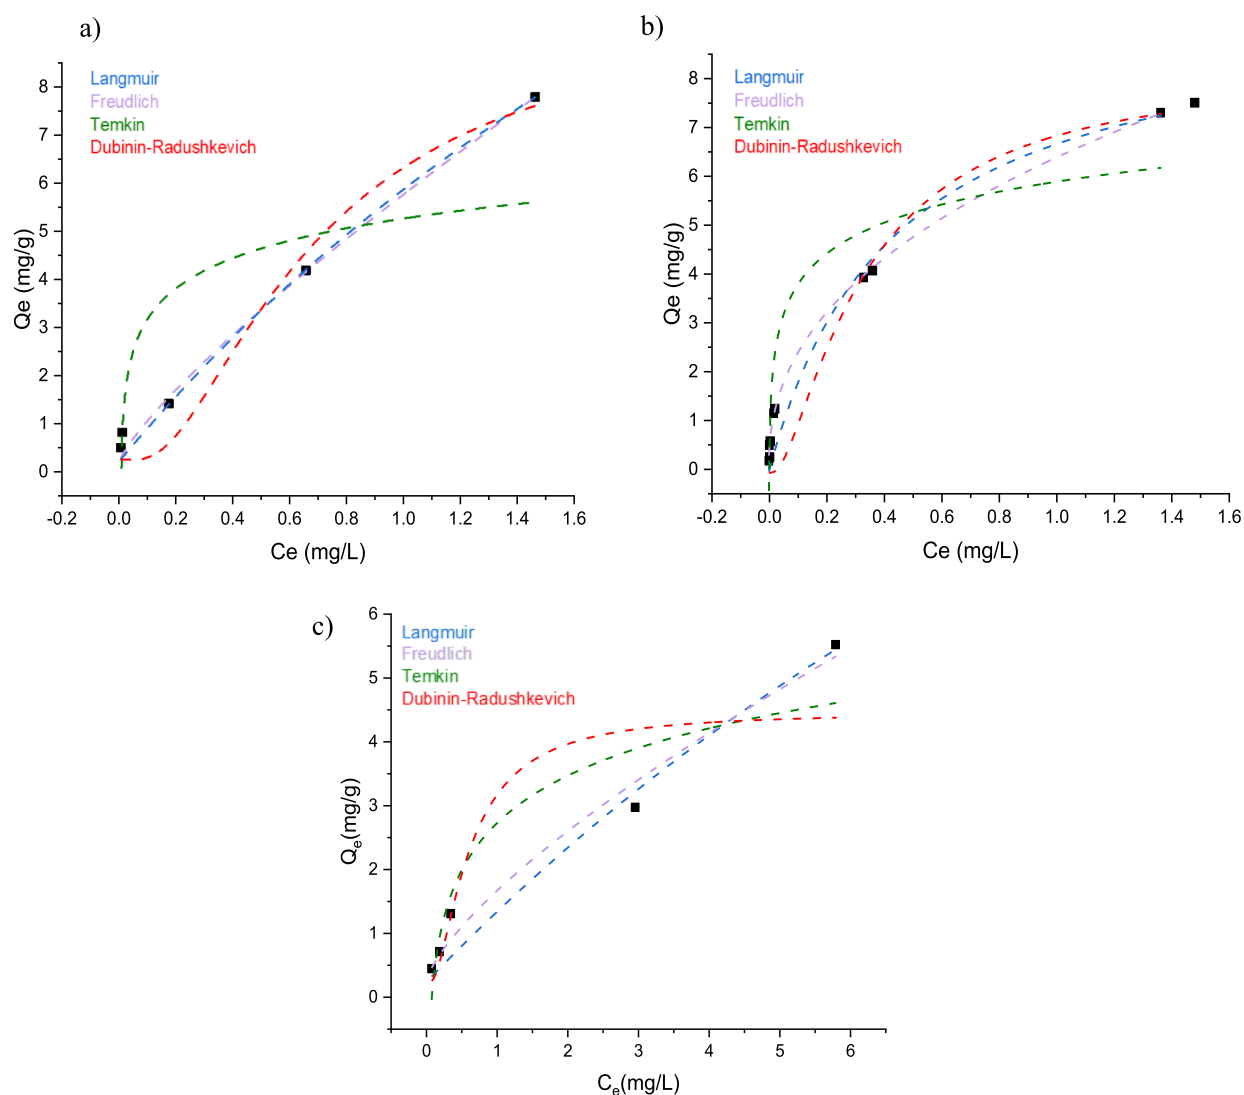 a)
Langmuir
Freudlich
Temkin
Dubinin-Radushkevich
8
7
6
5
4
3
2
1
0
Qe (mg/g)
-0.2 0.0 0.2 0.4 0.6 0.8 1.0 1.2 1.4 1.6
Ce (mg/L)
b)
Langmuir
Freudlich
Temkin
Dubinin-Radushkevich
8
7
6
5
4
3
2
1
0
Qe (mg/g)
-0.2 0.0 0.2 0.4 0.6 0.8 1.0 1.2 1.4 1.6
Ce (mg/L)
c)
Langmuir
Freudlich
Temkin
Dubinin-Radushkevich
6
5
4
3
2
1
0
Qe(mg/g)
0 1 2 3 4 5 6
Ce(mg/L)